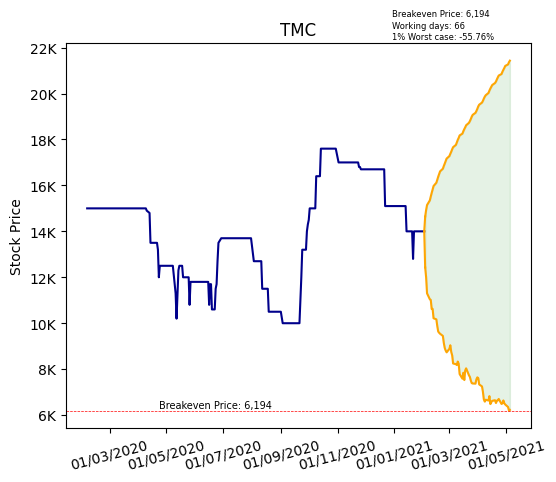 Breakeven Price: 6,194
Working days: 66
1% Worst case: -55.76%
TMC
22K
20K
18K
16K
14K
12K
10K
8K
6K
Stock Price
Breakeven Price: 6,194
01/03/2020
01/05/2020
01/07/2020
01/09/2020
01/11/2020
01/01/2021
01/03/2021
01/05/2021